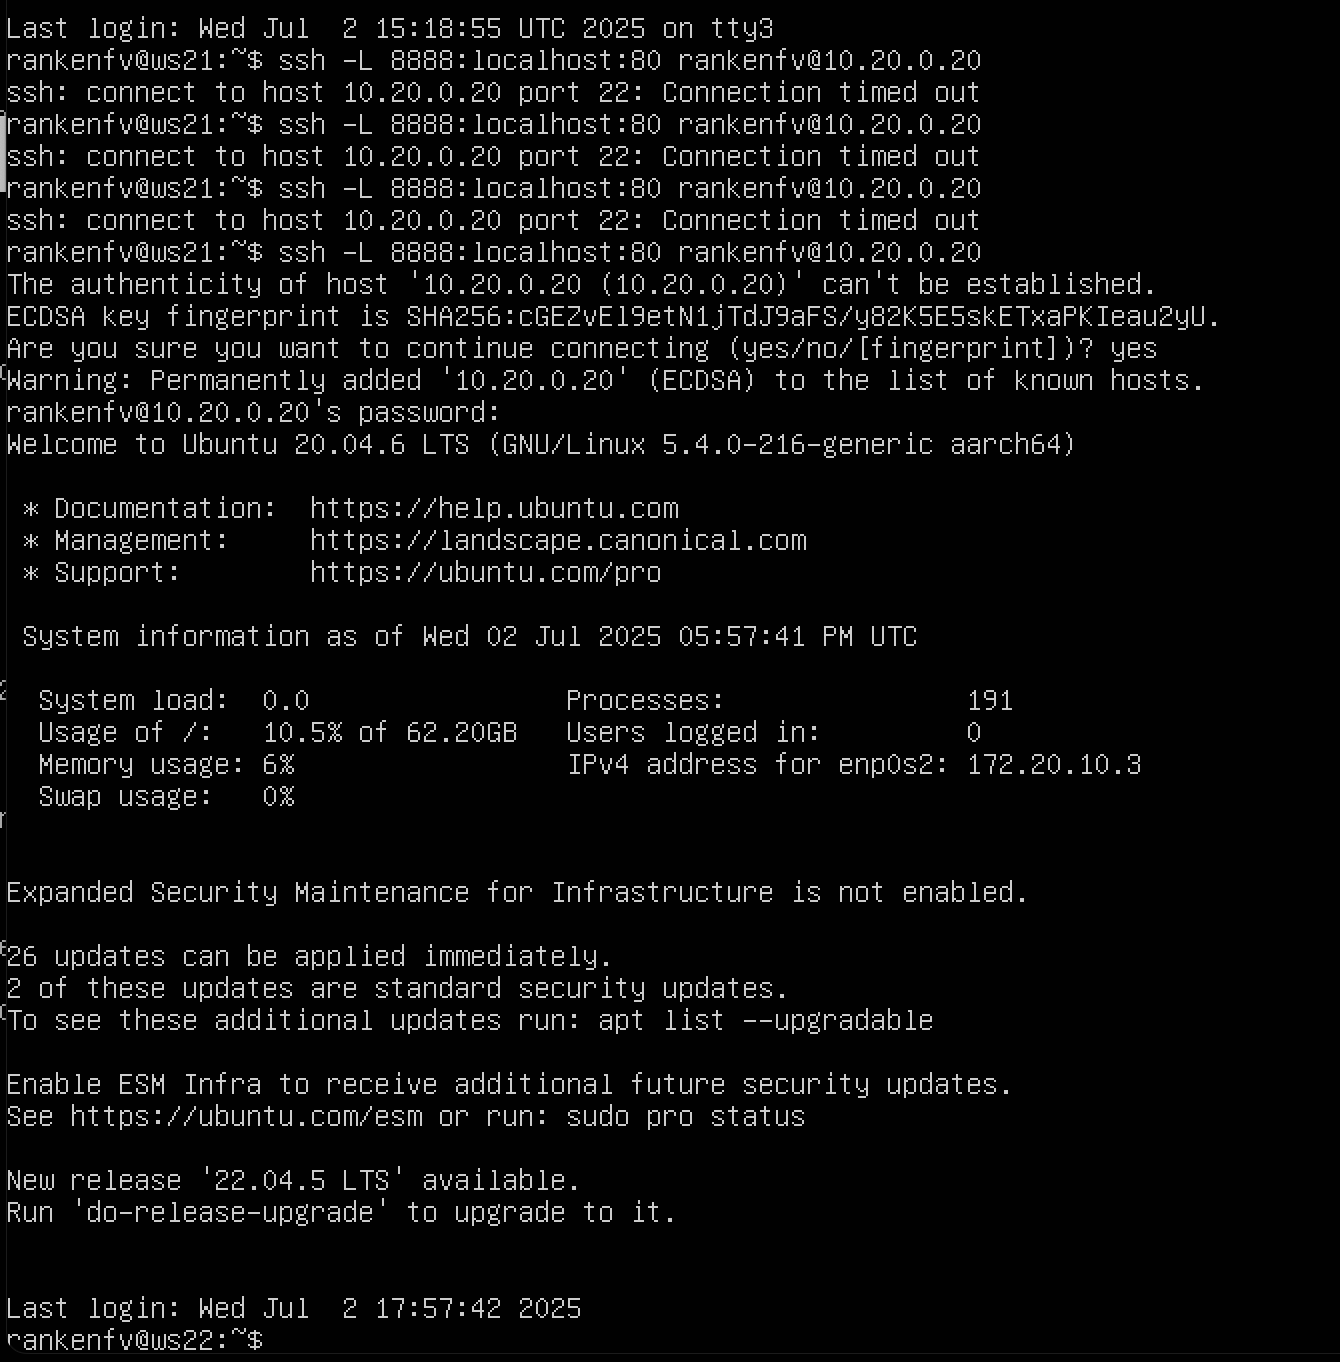 Last login: Wed Jul  2 15:18:55 UTC 2025 on tty3
rankenfv@ws21:~$ ssh -L 8888:localhost:80 rankenfv@10.20.0.20
ssh: connect to host 10.20.0.20 port 22: Connection timed out
rankenfv@ws21:~$ ssh -L 8888:localhost:80 rankenfv@10.20.0.20
ssh: connect to host 10.20.0.20 port 22: Connection timed out
rankenfv@ws21:~$ ssh -L 8888:localhost:80 rankenfv@10.20.0.20
ssh: connect to host 10.20.0.20 port 22: Connection timed out
rankenfv@ws21:~$ ssh -L 8888:localhost:80 rankenfv@10.20.0.20
The authenticity of host '10.20.0.20 (10.20.0.20)' can't be established.
ECDSA key fingerprint is SHA256:cGEZvEl9etN1jTdJ9aFS/y82K5E5skETxaPKIeau2yU.
Are you sure you want to continue connecting (yes/no/[fingerprint])? yes
Warning: Permanently added '10.20.0.20' (ECDSA) to the list of known hosts.
rankenfv@10.20.0.20's password:
Welcome to Ubuntu 20.04.6 LTS (GNU/Linux 5.4.0-216-generic aarch64)

 * Documentation:  https://help.ubuntu.com
 * Management:     https://landscape.canonical.com
 * Support:        https://ubuntu.com/pro

 System information as of Wed 02 Jul 2025 05:57:41 PM UTC

  System load:  0.0                Processes:               191
  Usage of /:   10.5% of 62.20GB   Users logged in:         0
  Memory usage: 6%                 IPv4 address for enp0s2: 172.20.10.3
  Swap usage:   0%

Expanded Security Maintenance for Infrastructure is not enabled.

26 updates can be applied immediately.
2 of these updates are standard security updates.
To see these additional updates run: apt list --upgradable

Enable ESM Infra to receive additional future security updates.
See https://ubuntu.com/esm or run: sudo pro status

New release '22.04.5 LTS' available.
Run 'do-release-upgrade' to upgrade to it.

Last login: Wed Jul  2 17:57:42 2025
rankenfv@ws22:~$